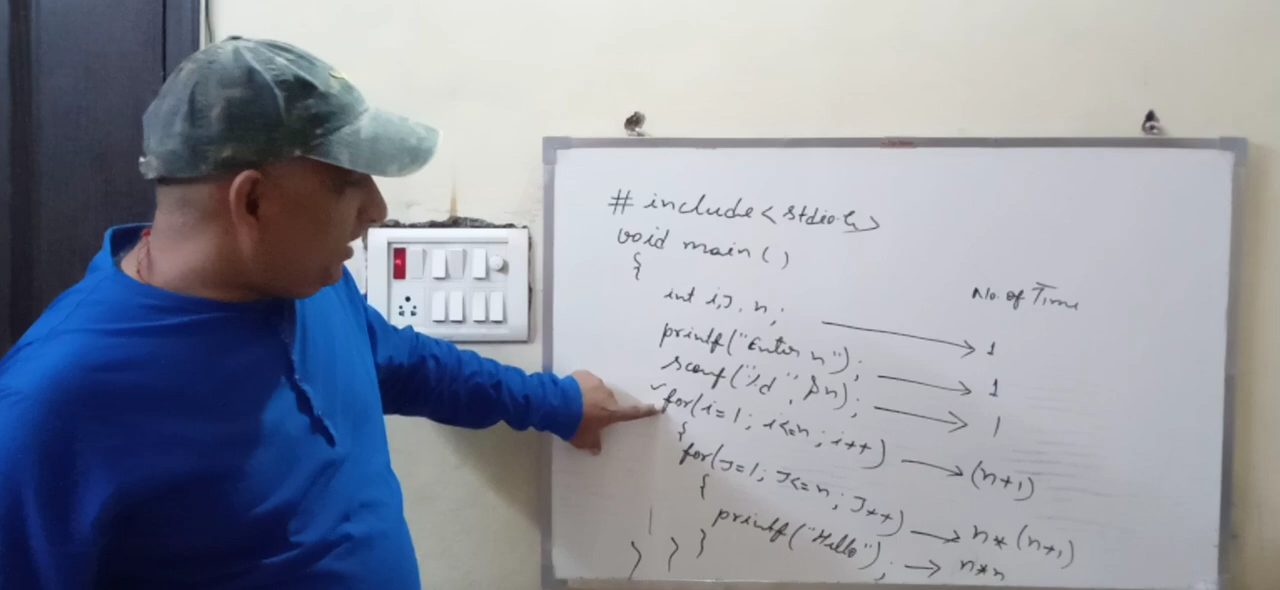 # include<stdio.h>
void main()
{
No. of Time
int i,J,n; → 1
printf("Enter n"); → 1
scanf("%d", &n); → 1
✓for(i=1; i<=n; i++) → (n+1)
{
for(J=1; J<=n; J++) → n*(n+1)
{
printf("Hello"); → n*n
} } }